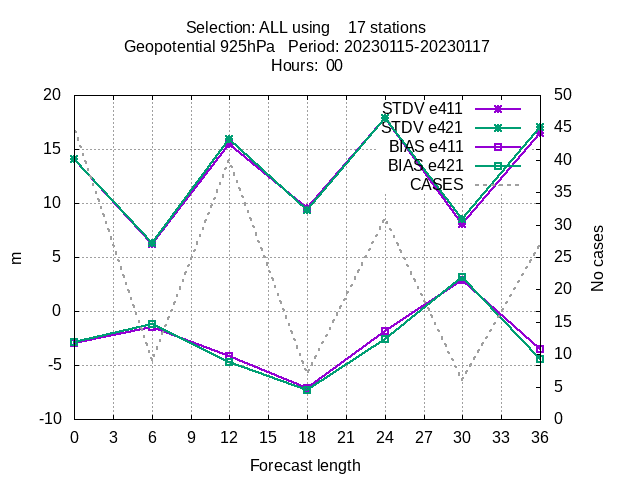 Selection: ALL using    17 stations
Geopotential 925hPa   Period: 20230115-20230117
Hours:  00
20 50
STDV e411
STDV e421
BIAS e411
BIAS e421
CASES
15 45
40
10 35
30
5 25
m No cases
20
0 15
-5 10
5
-10 0
0 3 6 9 12 15 18 21 24 27 30 33 36
Forecast length